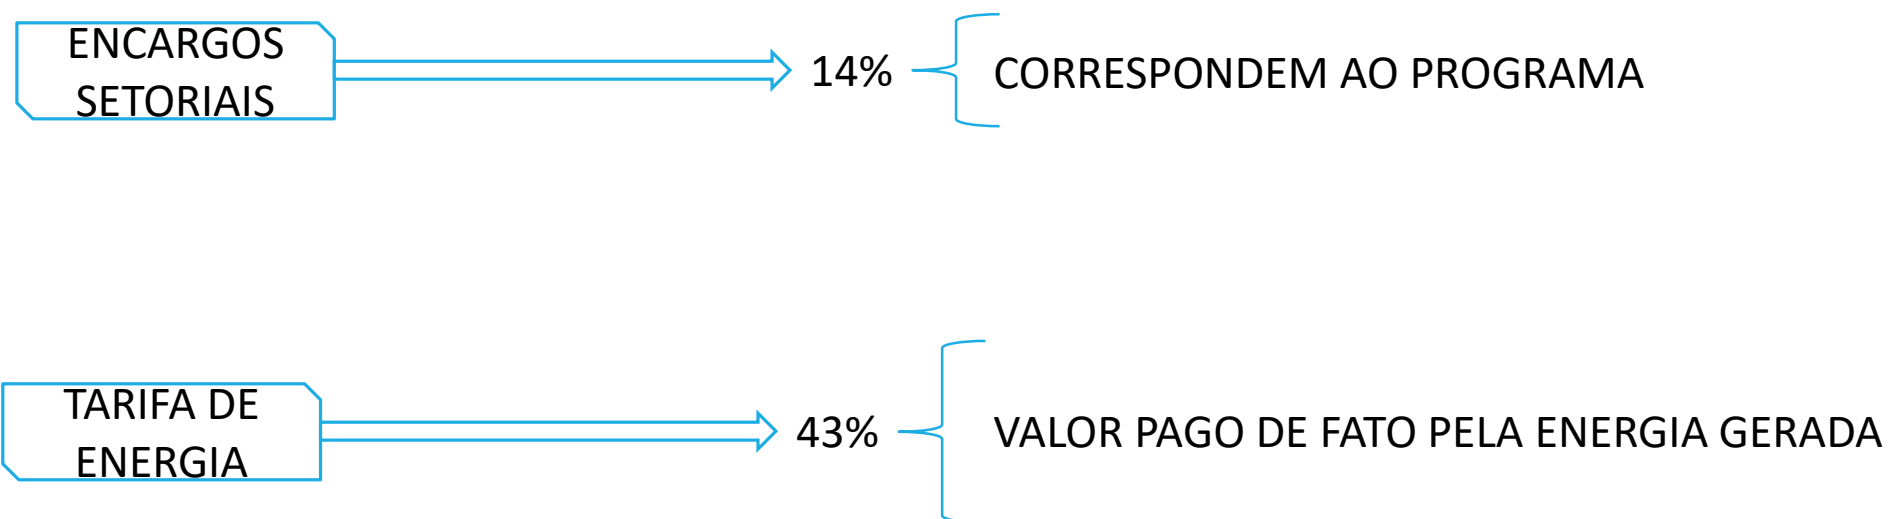 ENCARGOS
SETORIAIS
14%
CORRESPONDEM AO PROGRAMA
TARIFA DE
ENERGIA
43%
VALOR PAGO DE FATO PELA ENERGIA GERADA